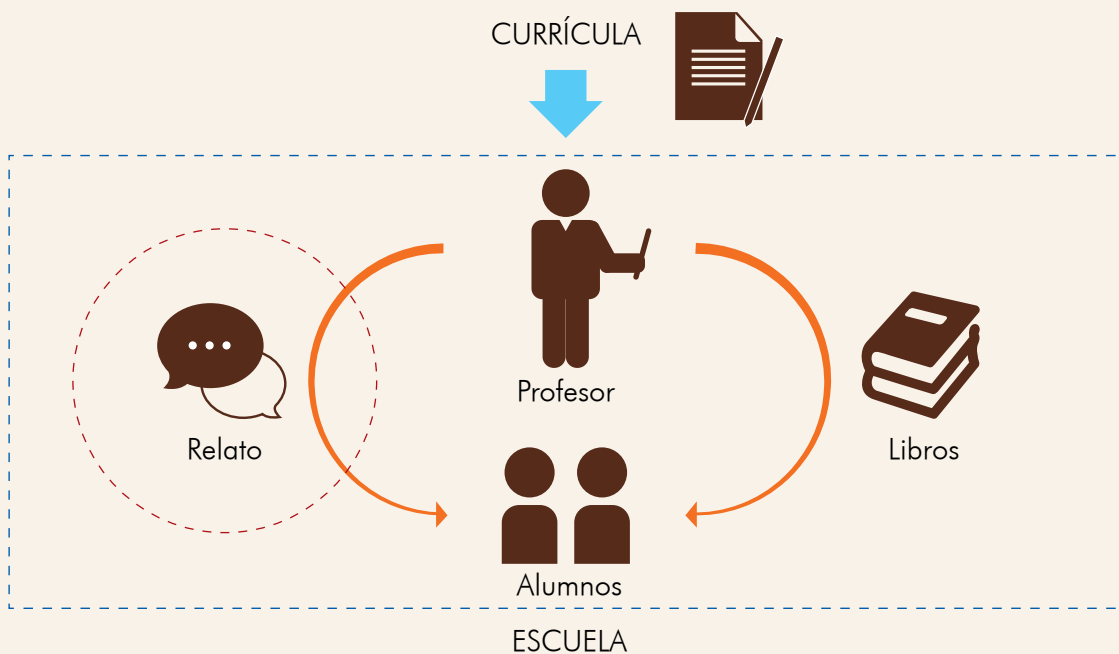 CURRÍCULA
Profesor
Relato
Libros
Alumnos
ESCUELA